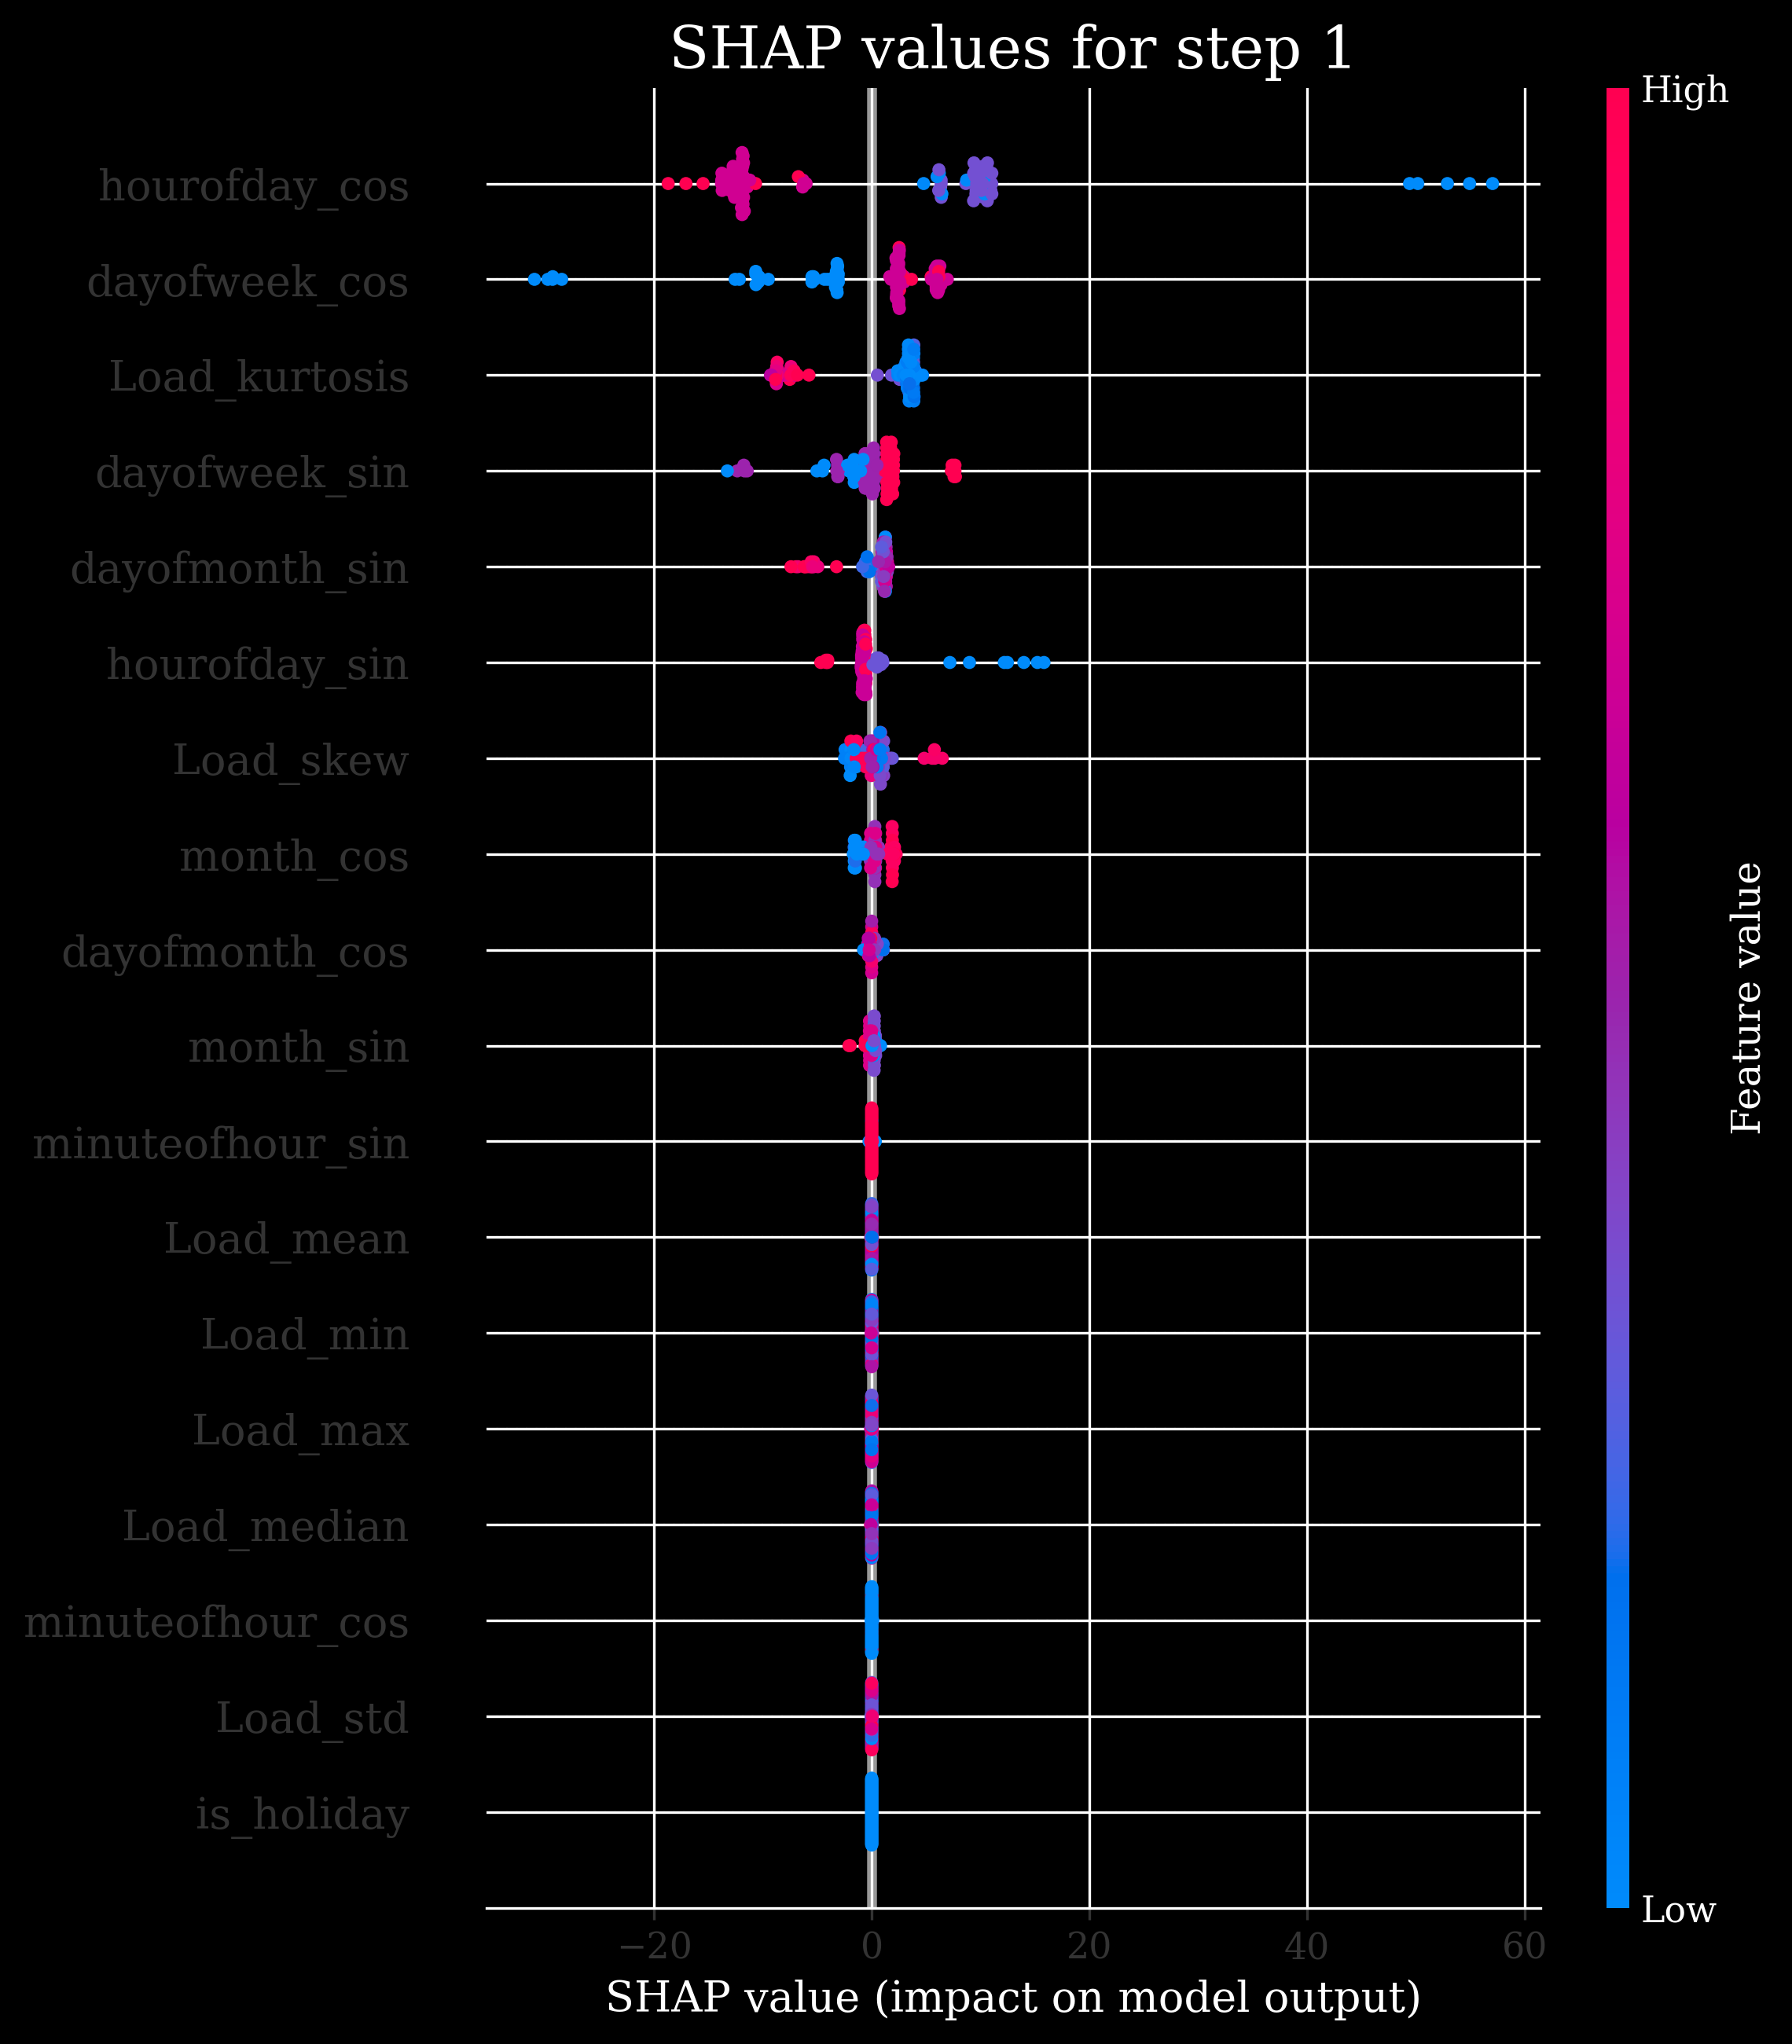 SHAP values for step 1
High
hourofday_cos
dayofweek_cos
Load_kurtosis
dayofweek_sin
dayofmonth_sin
hourofday_sin
Load_skew
month_cos
dayofmonth_cos
month_sin
minuteofhour_sin
Load_mean
Load_min
Load_max
Load_median
minuteofhour_cos
Load_std
is_holiday
Feature value
Low
−20 0 20 40 60
SHAP value (impact on model output)